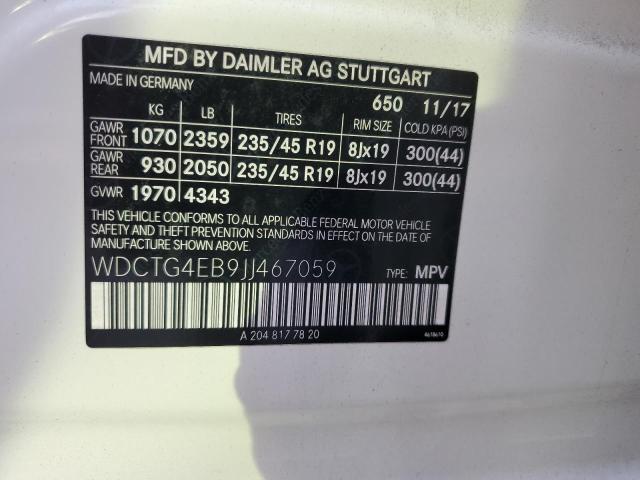 MFD BY DAIMLER AG STUTTGART
MADE IN GERMANY 650 11/17
KG LB TIRES RIM SIZE COLD KPA (PSI)
GAWR FRONT 1070 2359 235/45 R19 8Jx19 300(44)
GAWR REAR 930 2050 235/45 R19 8Jx19 300(44)
GVWR 1970 4343
THIS VEHICLE CONFORMS TO ALL APPLICABLE FEDERAL MOTOR VEHICLE
SAFETY AND THEFT PREVENTION STANDARDS IN EFFECT ON THE DATE OF
MANUFACTURE SHOWN ABOVE.
WDCTG4EB9JJ467059 TYPE: MPV
A 204 817 78 20